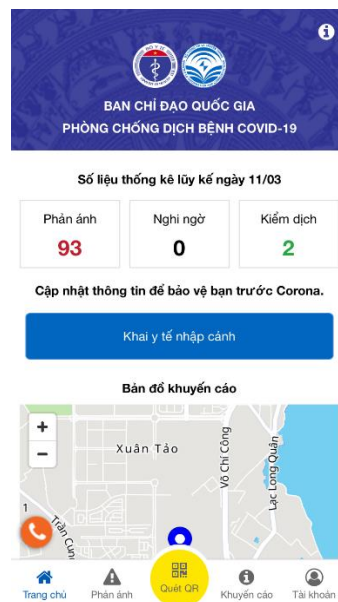 BAN CHỈ ĐẠO QUỐC GIA
PHÒNG CHỐNG DỊCH BỆNH COVID-19
Số liệu thống kê lũy kế ngày 11/03
Phản ánh
Nghi ngờ
Kiểm dịch
93
0
2
Cập nhật thông tin để bảo vệ bạn trước Corona.
Khai y tế nhập cảnh
Bản đồ khuyến cáo
+
−
Xuân Tảo
Võ Chí Công
Lạc Long Quân
1
Trần Cun
Trang chủ
Phản ánh
Quét QR
Khuyến cáo
Tài khoản